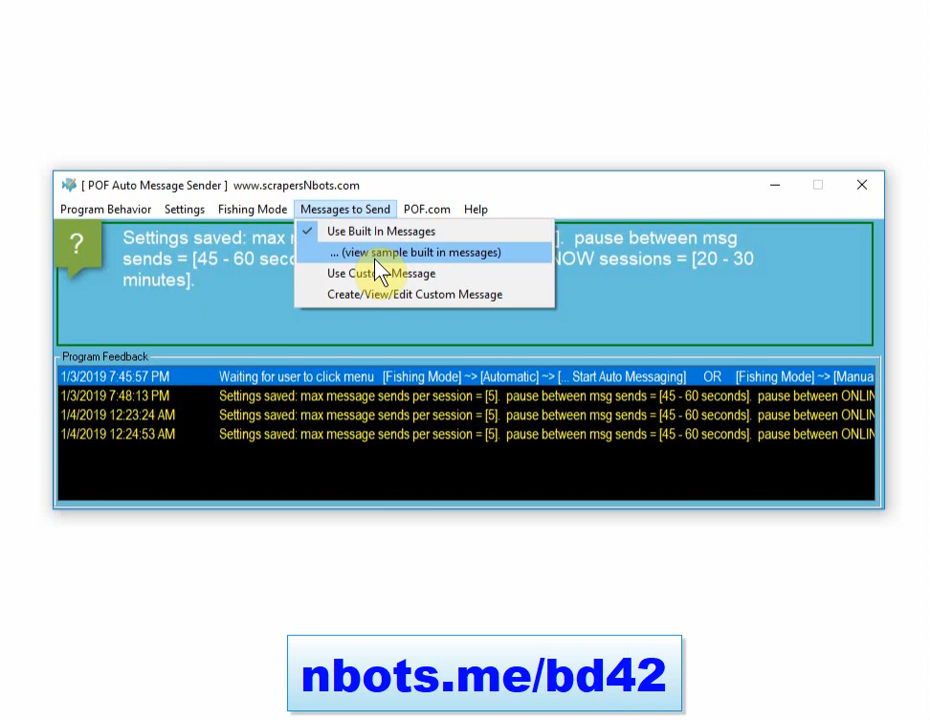 [ POF Auto Message Sender ] www.scrapersNbots.com
Program Behavior Settings Fishing Mode Messages to Send POF.com Help
Use Built In Messages
... (view sample built in messages)
Use Custom Message
Create/View/Edit Custom Message
?
Settings saved: max ]. pause between msg
sends = [45 - 60 NOW sessions = [20 - 30
minutes].
Program Feedback
1/3/2019 7:45:57 PM Waiting for user to click menu [Fishing Mode] ~> [Automatic] ~> [... Start Auto Messaging] OR [Fishing Mode] ~> [Manua
1/3/2019 7:48:13 PM Settings saved: max message sends per session = [5]. pause between msg sends = [45 - 60 seconds]. pause between ONLIN
1/4/2019 12:23:24 AM Settings saved: max message sends per session = [5]. pause between msg sends = [45 - 60 seconds]. pause between ONLIN
1/4/2019 12:24:53 AM Settings saved: max message sends per session = [5]. pause between msg sends = [45 - 60 seconds]. pause between ONLIN
nbots.me/bd42